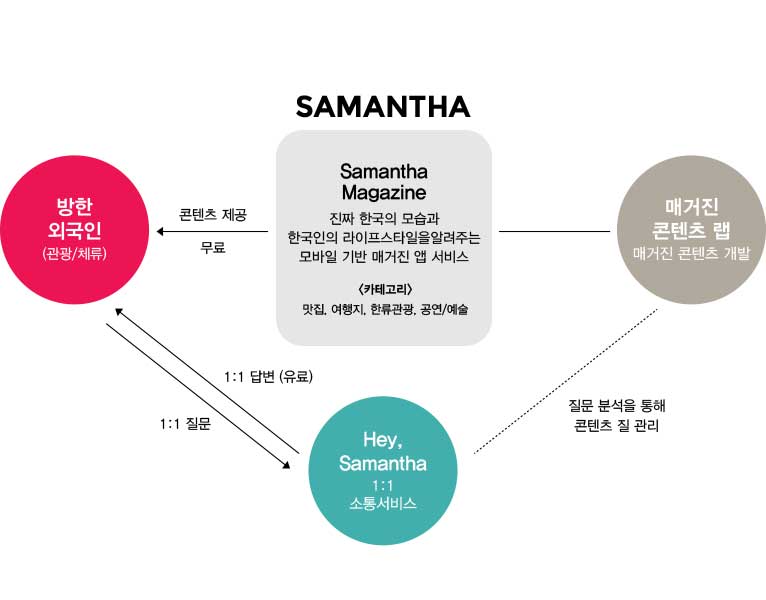 SAMANTHA
Samantha
Magazine
진짜 한국의 모습과
한국인의 라이프스타일을알려주는
모바일 기반 매거진 앱 서비스
〈카테고리〉
맛집, 여행지, 한류관광, 공연/예술
방한
외국인
(관광/체류)
콘텐츠 제공
무료
매거진
콘텐츠 랩
매거진 콘텐츠 개발
1:1 답변 (유료)
1:1 질문
Hey,
Samantha
1:1
소통서비스
질문 분석을 통해
콘텐츠 질 관리